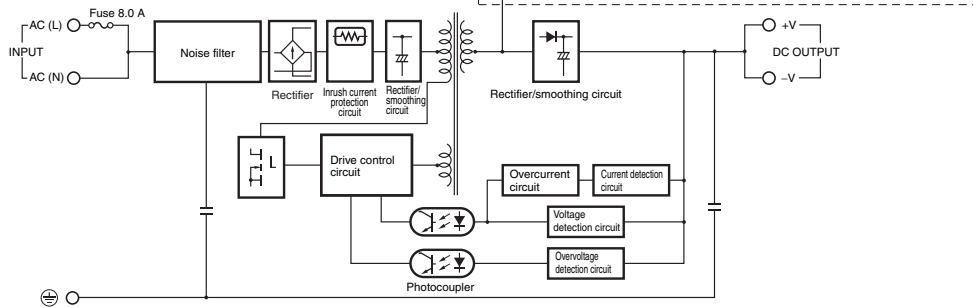 Fuse 8.0 A
AC (L)
INPUT
AC (N)
Noise filter
Rectifier
Inrush current
protection
circuit
Rectifier/
smoothing
circuit
Rectifier/smoothing circuit
+V
DC OUTPUT
–V
Drive control
circuit
Overcurrent
circuit
Current detection
circuit
Voltage
detection circuit
Overvoltage
detection circuit
Photocoupler